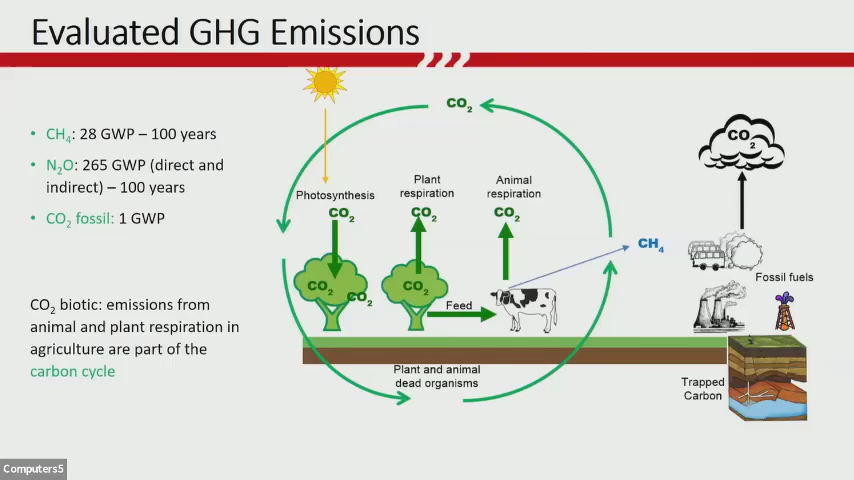 Evaluated GHG Emissions
• CH₄: 28 GWP – 100 years
• N₂O: 265 GWP (direct and
indirect) – 100 years
• CO₂ fossil: 1 GWP
CO₂ biotic: emissions from
animal and plant respiration in
agriculture are part of the
carbon cycle
CO₂
Photosynthesis
CO₂
Plant
respiration
CO₂
Animal
respiration
CO₂
CO₂
CO₂
CO₂
Feed
CH₄
Plant and animal
dead organisms
CO₂
Fossil fuels
Trapped
Carbon
Computers5